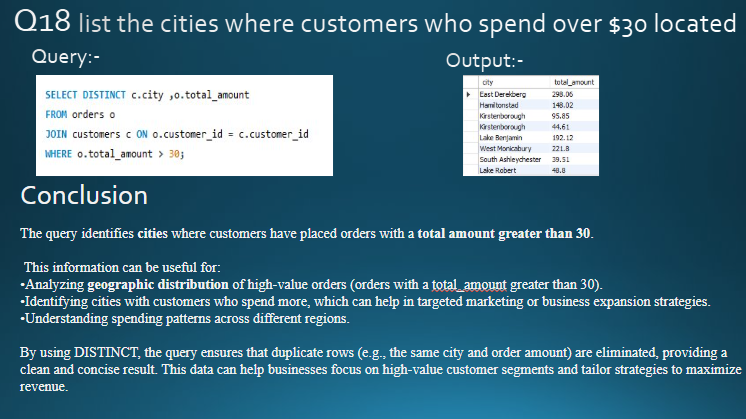 Q18 list the cities where customers who spend over $30 located
Query:-
Output:-
SELECT DISTINCT c.city ,o.total_amount
FROM orders o
JOIN customers c ON o.customer_id = c.customer_id
WHERE o.total_amount > 30;
city total_amount
East Derekberg 298.06
Hamiltonstad 148.02
Kirstenborough 95.85
Kirstenborough 44.61
Lake Benjamin 192.12
West Monicabury 221.8
South Ashleychester 39.51
Lake Robert 48.8
Conclusion
The query identifies cities where customers have placed orders with a total amount greater than 30.
This information can be useful for:
•Analyzing geographic distribution of high-value orders (orders with a total_amount greater than 30).
•Identifying cities with customers who spend more, which can help in targeted marketing or business expansion strategies.
•Understanding spending patterns across different regions.
By using DISTINCT, the query ensures that duplicate rows (e.g., the same city and order amount) are eliminated, providing a
clean and concise result. This data can help businesses focus on high-value customer segments and tailor strategies to maximize
revenue.